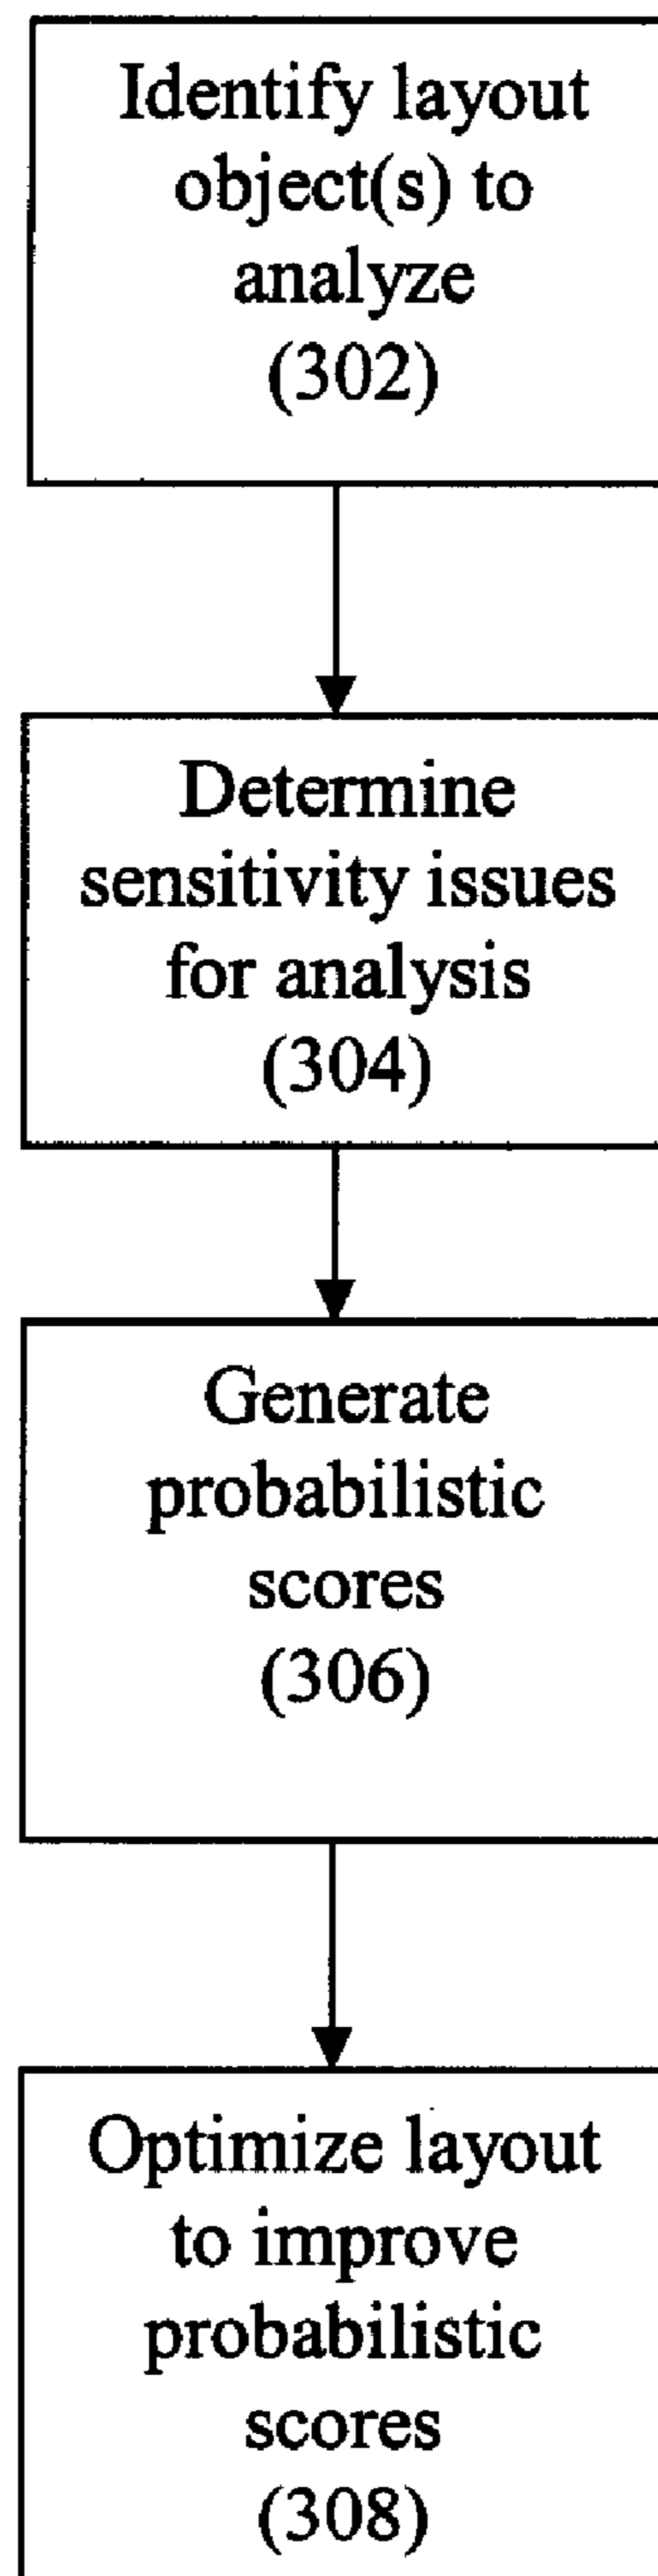 Identify layout
object(s) to
analyze
(302)
Determine
sensitivity issues
for analysis
(304)
Generate
probabilistic
scores
(306)
Optimize layout
to improve
probabilistic
scores
(308)